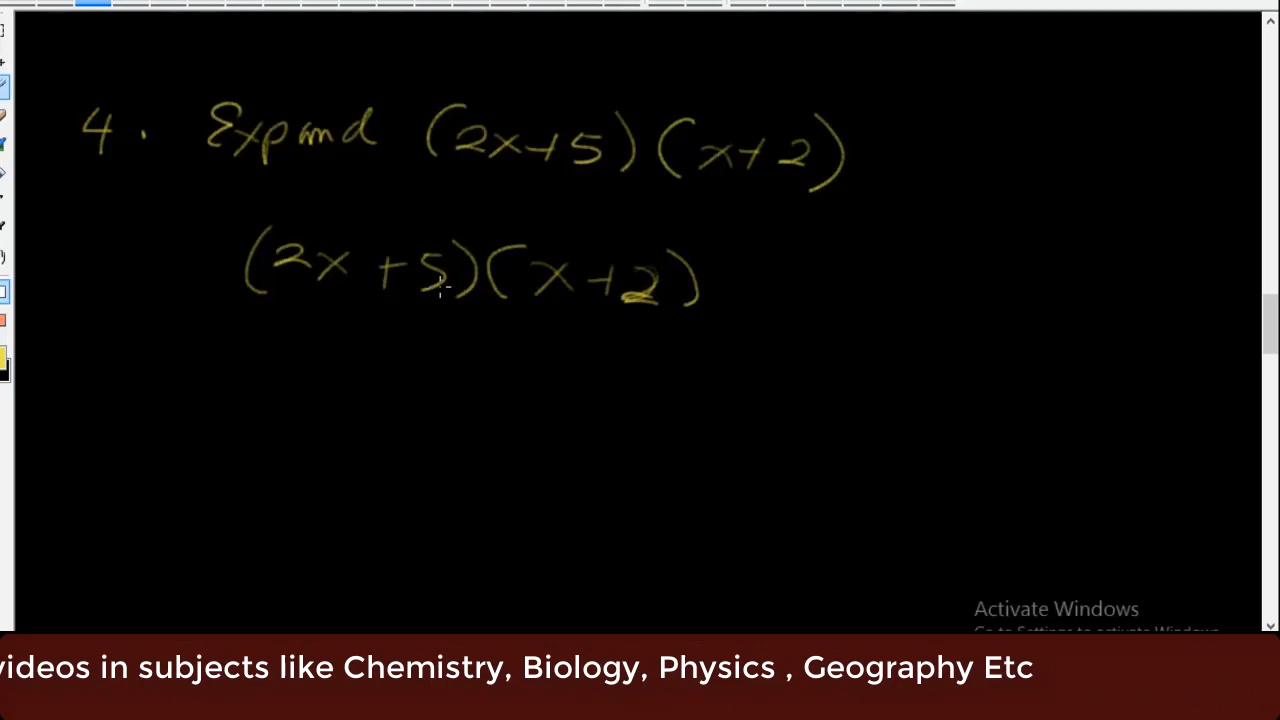 4. Expand (2x+5)(x+2)
(2x+5)(x+2)
Activate Windows
videos in subjects like Chemistry, Biology, Physics , Geography Etc